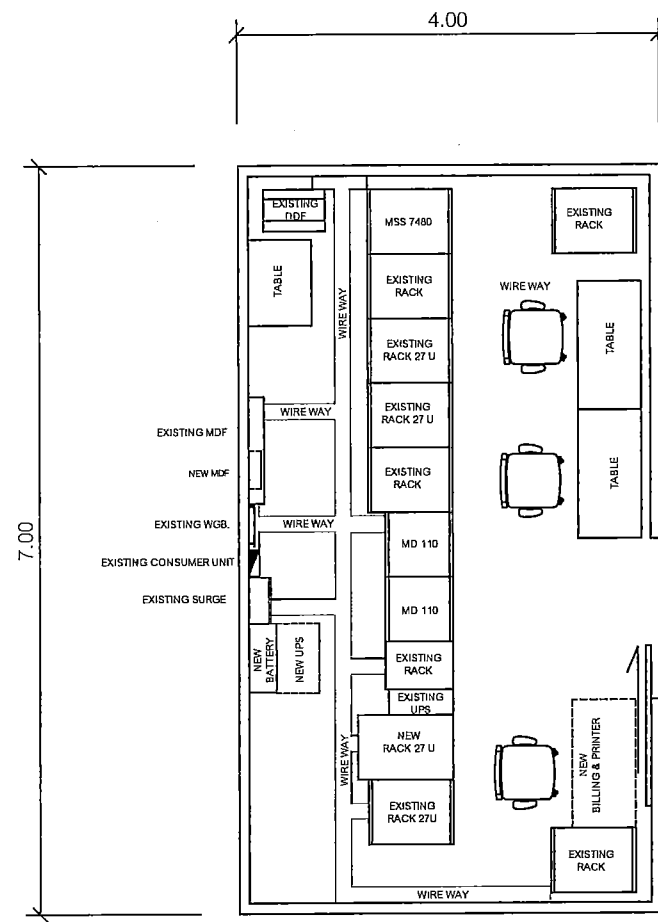 4.00
7.00
EXISTING
DDF
MSS 7480
EXISTING
RACK
TABLE
EXISTING
RACK
WIRE WAY
WIRE WAY
EXISTING
RACK 27 U
TABLE
WIRE WAY
EXISTING
RACK 27 U
EXISTING MDF
NEW MDF
EXISTING
RACK
TABLE
EXISTING WGB.
WIRE WAY
MD 110
EXISTING CONSUMER UNIT
EXISTING SURGE
MD 110
NEW
BATTERY
NEW UPS
EXISTING
RACK
EXISTING
UPS
NEW
RACK 27 U
WIRE WAY
NEW
BILLING & PRINTER
EXISTING
RACK 27U
EXISTING
RACK
WIRE WAY